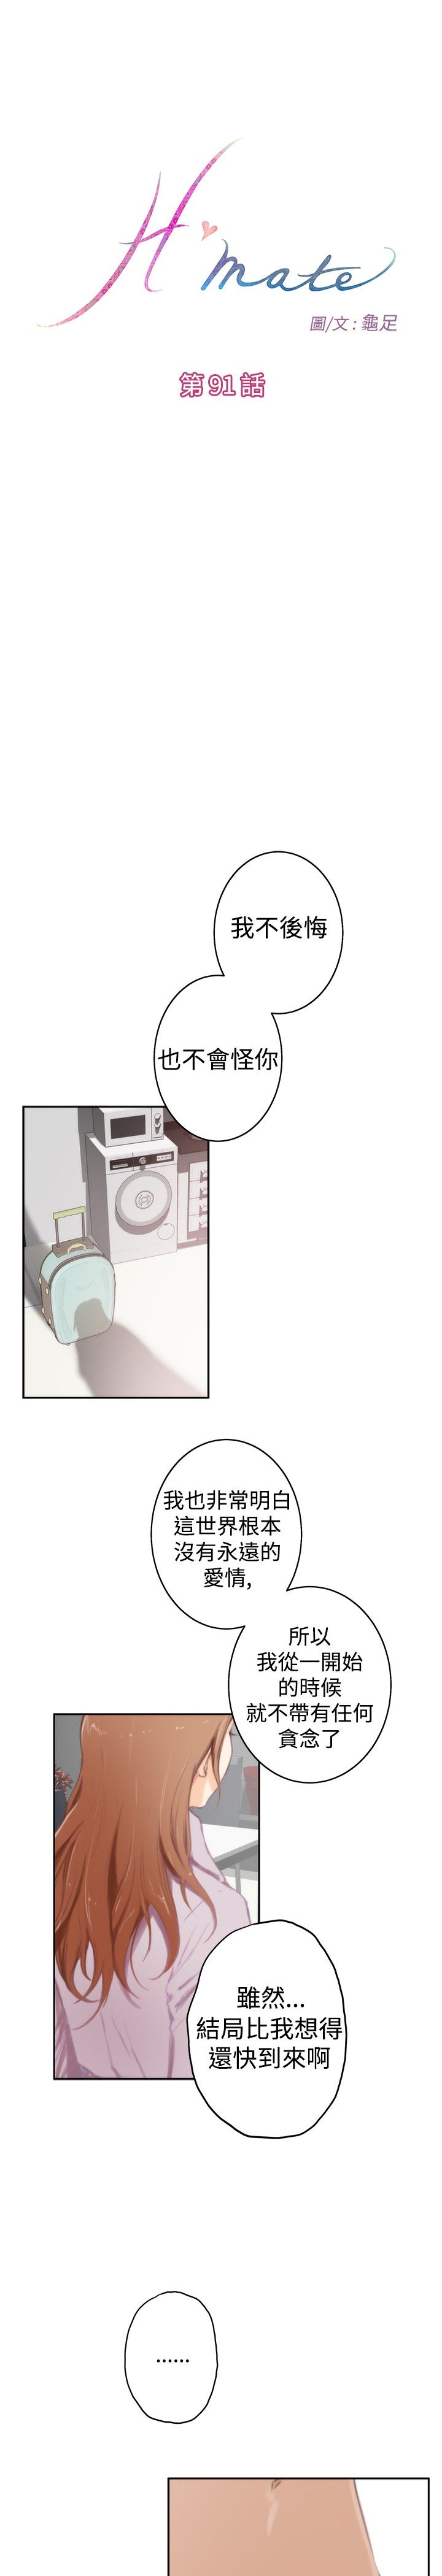 H♥mate
圖/文:龜足
第91話
我不後悔
也不會怪你
我也非常明白
這世界根本
沒有永遠的
愛情,
所以
我從一開始
的時候
就不帶有任何
貪念了
雖然...
結局比我想得
還快到來啊
......